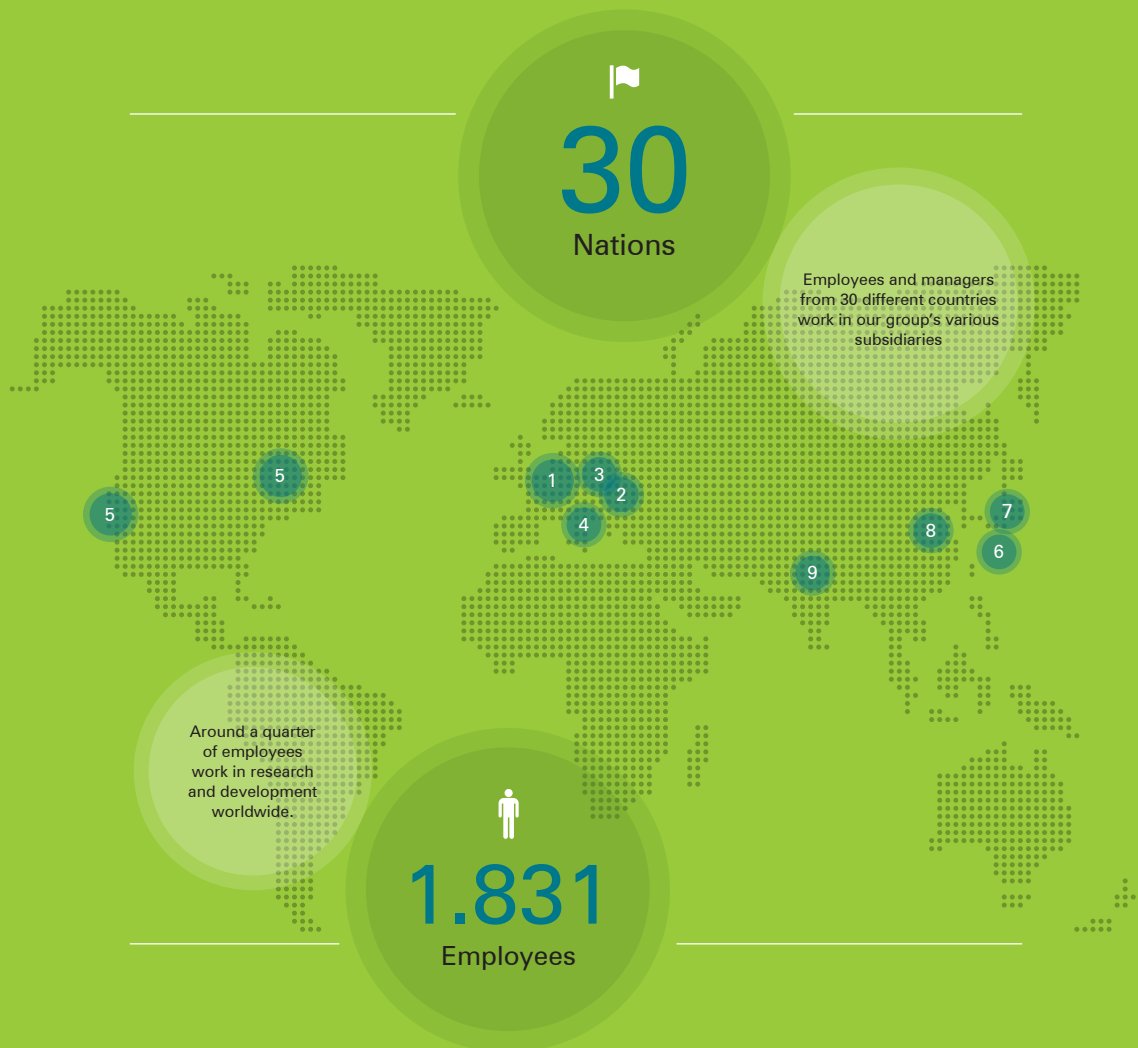 30
Nations
Employees and managers
from 30 different countries
work in our group's various
subsidiaries
5
5
1
3
2
4
7
8
6
9
Around a quarter
of employees
work in research
and development
worldwide.
1.831
Employees